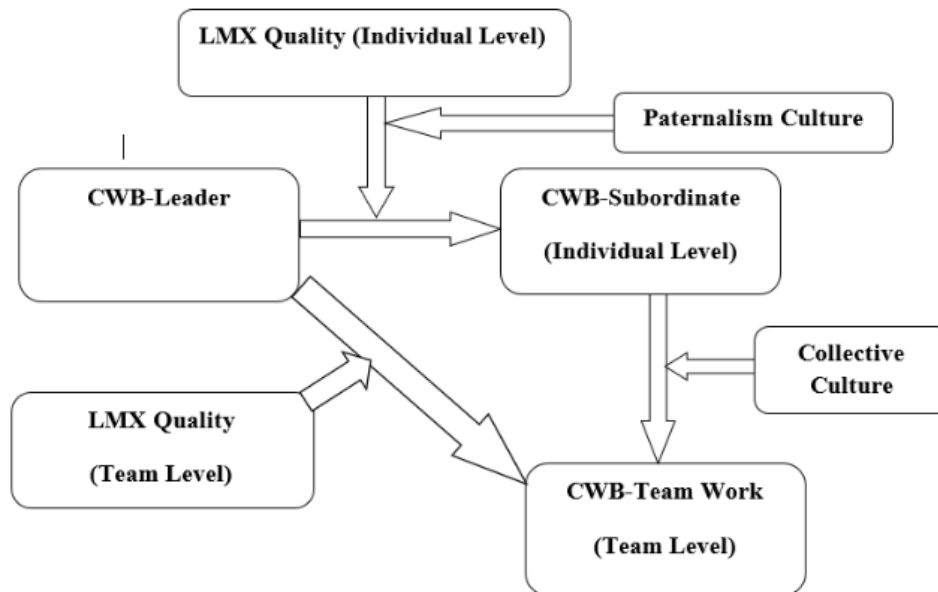 LMX Quality (Individual Level)
Paternalism Culture
CWB-Leader
CWB-Subordinate
(Individual Level)
Collective
Culture
LMX Quality
(Team Level)
CWB-Team Work
(Team Level)